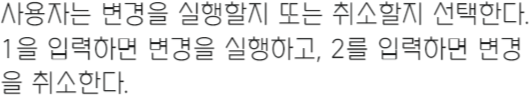 사용자는 변경을 실행할지 또는 취소할지 선택한다.
1을 입력하면 변경을 실행하고, 2를 입력하면 변경
을 취소한다.